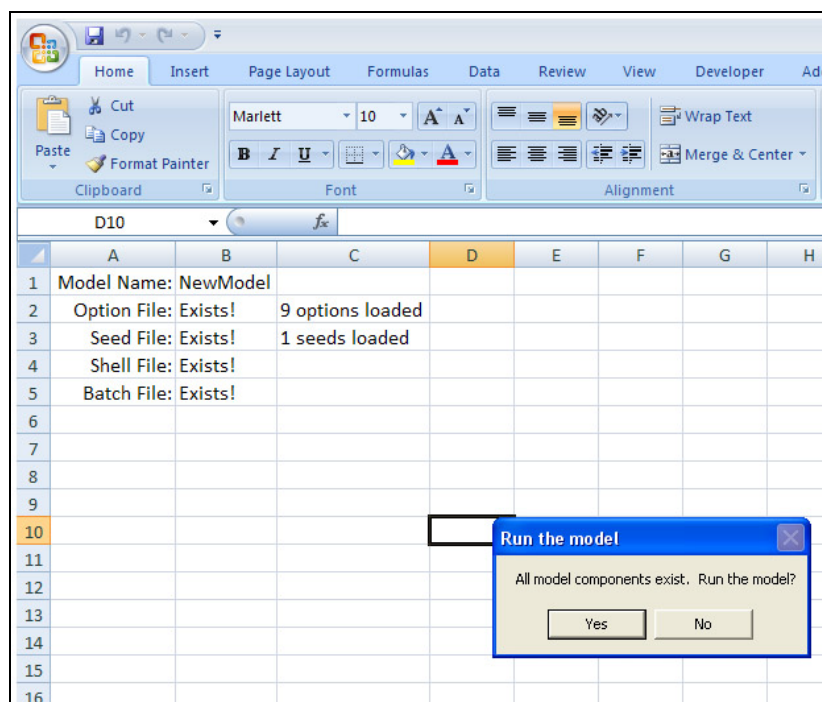 Home Insert Page Layout Formulas Data Review View Developer Ad
Cut
Copy
Format Painter
Paste
Clipboard
Marlett 10 A A
B I U A
Font
Wrap Text
Merge & Center
Alignment
D10 fx
A B C D E F G H
1 Model Name: NewModel
2 Option File: Exists! 9 options loaded
3 Seed File: Exists! 1 seeds loaded
4 Shell File: Exists!
5 Batch File: Exists!
6
7
8
9
10
11
12
13
14
15
16
Run the model
All model components exist. Run the model?
Yes No